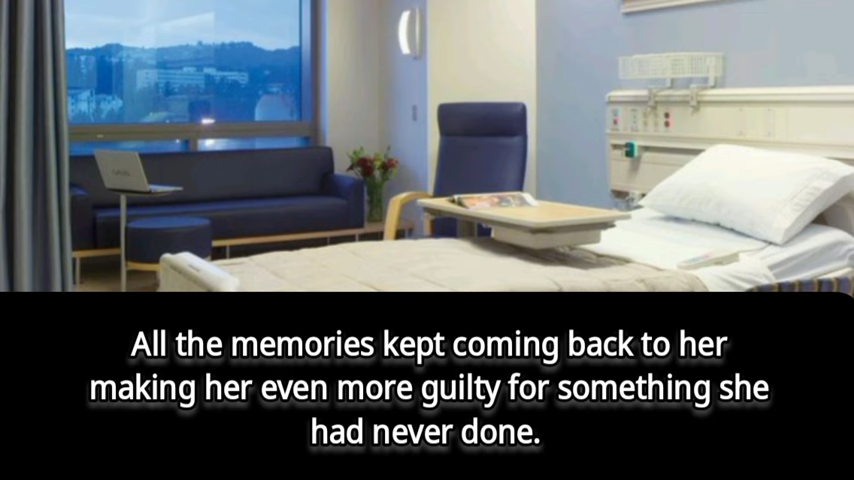 All the memories kept coming back to her
making her even more guilty for something she
had never done.